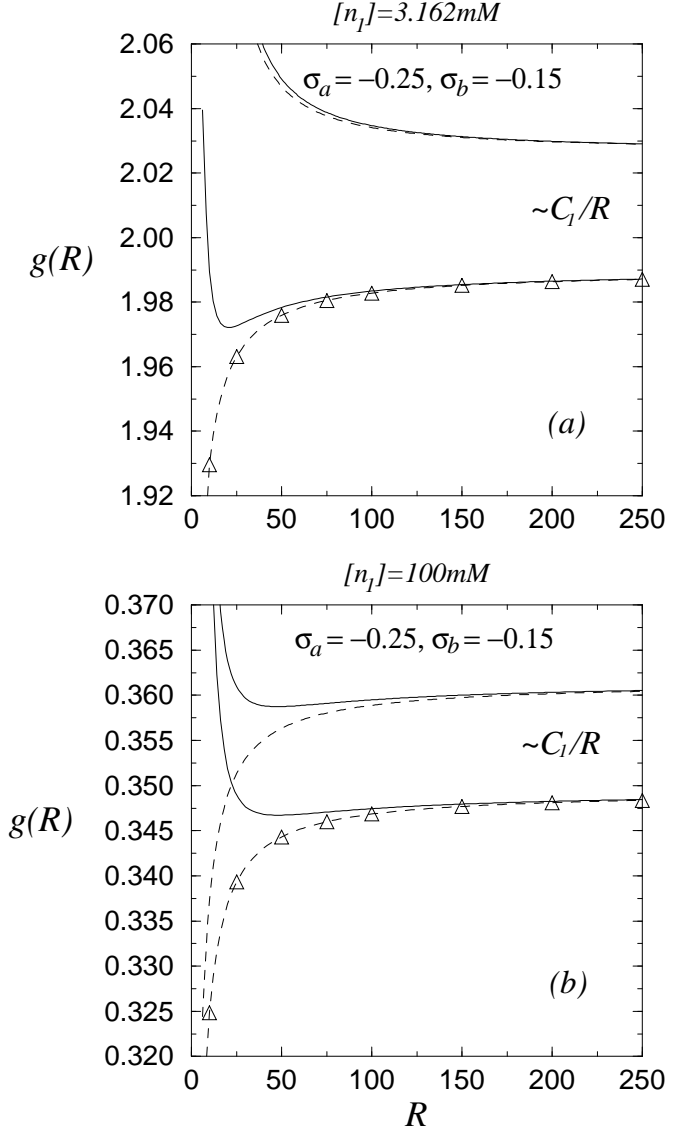 [n₁]=3.162mM
2.06
σₐ = −0.25, σ_b = −0.15
2.04
2.02
~C₁/R
2.00
g(R)
1.98
1.96
1.94
(a)
1.92
0 50 100 150 200 250
[n₁]=100mM
0.370
σₐ = −0.25, σ_b = −0.15
0.365
0.360
0.355
~C₁/R
0.350
g(R)
0.345
0.340
0.335
0.330
(b)
0.325
0.320
0 50 100 150 200 250
R